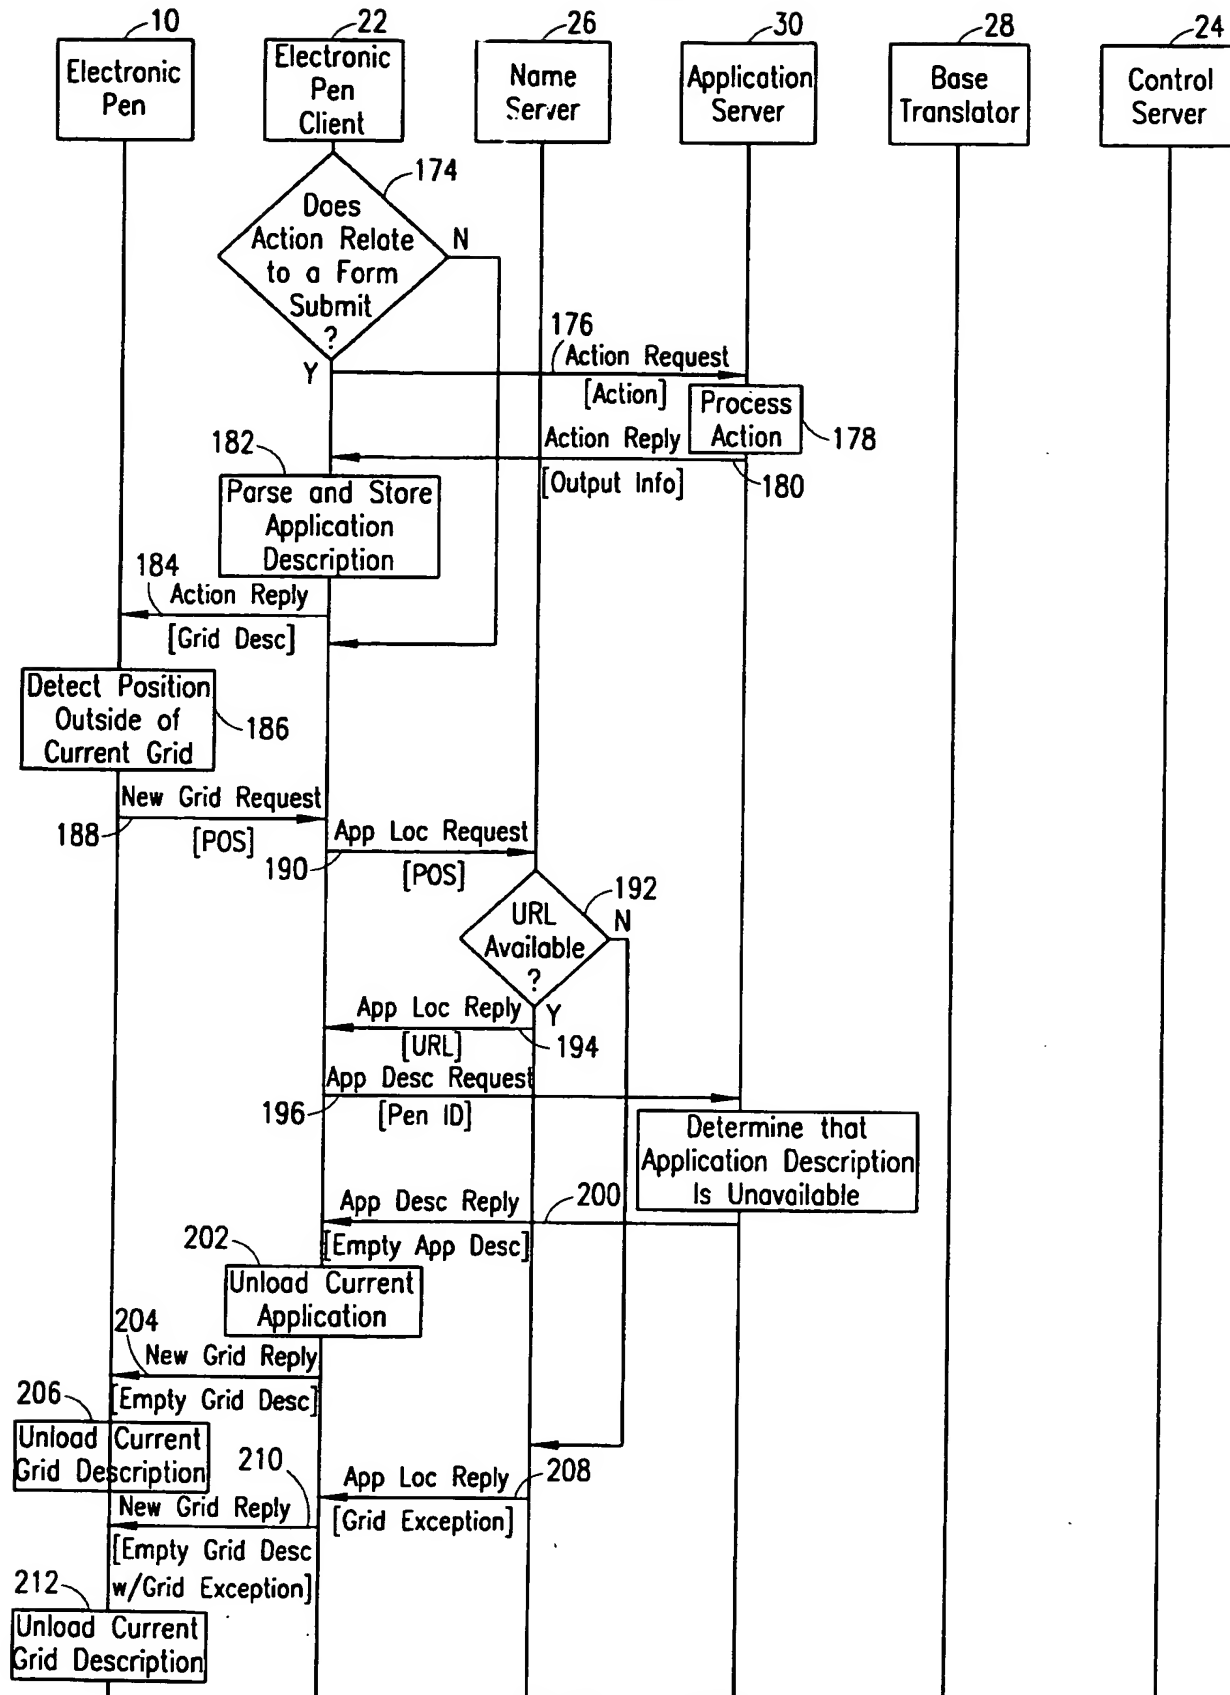 10
22
26
30
28
24
Electronic
Pen
Electronic
Pen
Client
Name
Server
Application
Server
Base
Translator
Control
Server
174
Does
Action Relate
to a Form
Submit
?
N
Y
176
Action Request
[Action]
Process
Action
178
182
Action Reply
[Output Info]
180
Parse and Store
Application
Description
184
Action Reply
[Grid Desc]
Detect Position
Outside of
Current Grid
186
New Grid Request
188
[POS]
App Loc Request
190
[POS]
192
URL
Available
?
N
Y
App Loc Reply
[URL]
194
App Desc Request
196
[Pen ID]
Determine that
Application Description
Is Unavailable
App Desc Reply
200
[Empty App Desc]
202
Unload Current
Application
204
New Grid Reply
[Empty Grid Desc]
206
Unload Current
Grid Description
App Loc Reply
208
[Grid Exception]
210
New Grid Reply
[Empty Grid Desc
w/Grid Exception]
212
Unload Current
Grid Description